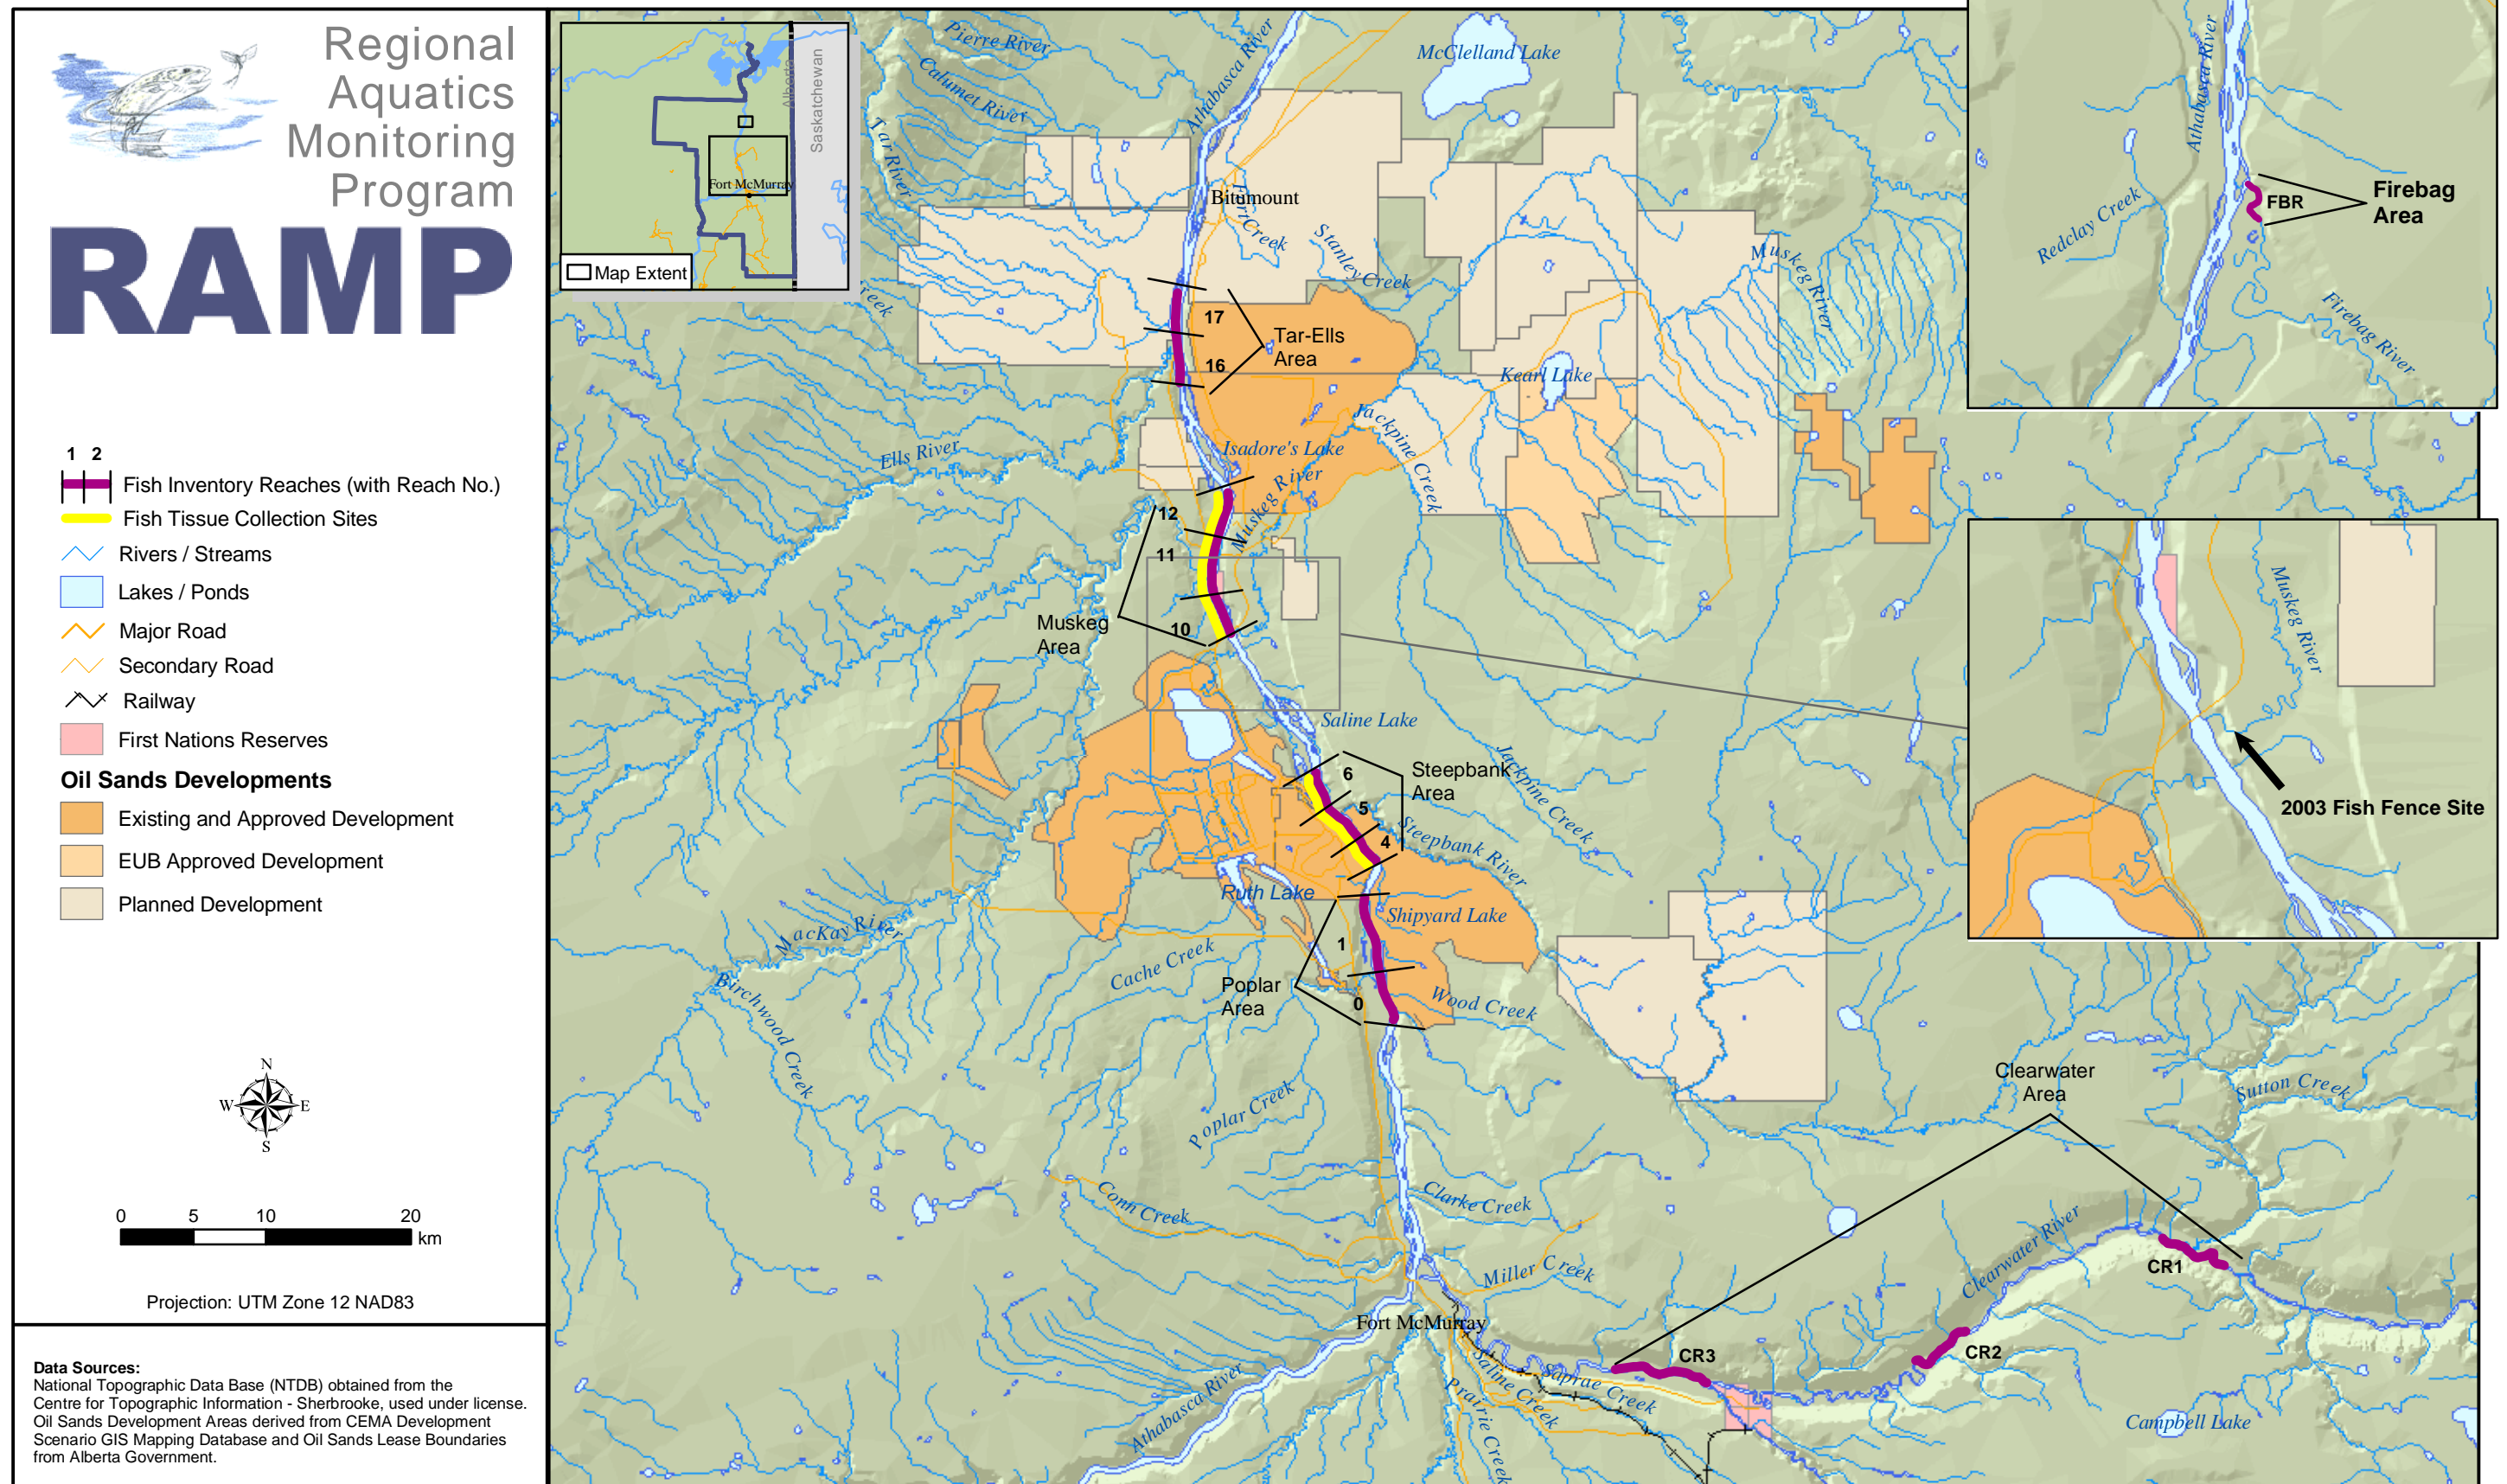 Regional
Aquatics
Monitoring
Program
RAMP
1 2
Fish Inventory Reaches (with Reach No.)
Fish Tissue Collection Sites
Rivers / Streams
Lakes / Ponds
Major Road
Secondary Road
Railway
First Nations Reserves
Oil Sands Developments
Existing and Approved Development
EUB Approved Development
Planned Development
N
W E
S
0 5 10 20
km
Projection: UTM Zone 12 NAD83
Data Sources:
National Topographic Data Base (NTDB) obtained from the
Centre for Topographic Information - Sherbrooke, used under license.
Oil Sands Development Areas derived from CEMA Development
Scenario GIS Mapping Database and Oil Sands Lease Boundaries
from Alberta Government.
Alberta
Saskatchewan
Fort McMurray
Map Extent
Pierre River
Calumet River
Tar River
Athabasca River
McClelland Lake
Bitumount
Fort Creek
Stanley Creek
Muskeg River
17
16
Tar-Ells
Area
Kearl Lake
Jackpine Creek
Isadore's Lake
Ells River
Muskeg River
12
11
10
Muskeg
Area
Saline Lake
6
5
4
Steepbank
Area
Jackpine Creek
Steepbank River
Ruth Lake
Shipyard Lake
MacKay River
Cache Creek
Birchwood Creek
1
0
Poplar
Area
Wood Creek
Poplar Creek
Conn Creek
Clarke Creek
Miller Creek
Fort McMurray
Athabasca River
Saline Creek
Saprae Creek
Prairie Creek
Clearwater
Area
Sutton Creek
Clearwater River
CR1
CR2
CR3
Campbell Lake
Athabasca River
Redclay Creek
FBR
Firebag
Area
Firebag River
Muskeg River
2003 Fish Fence Site